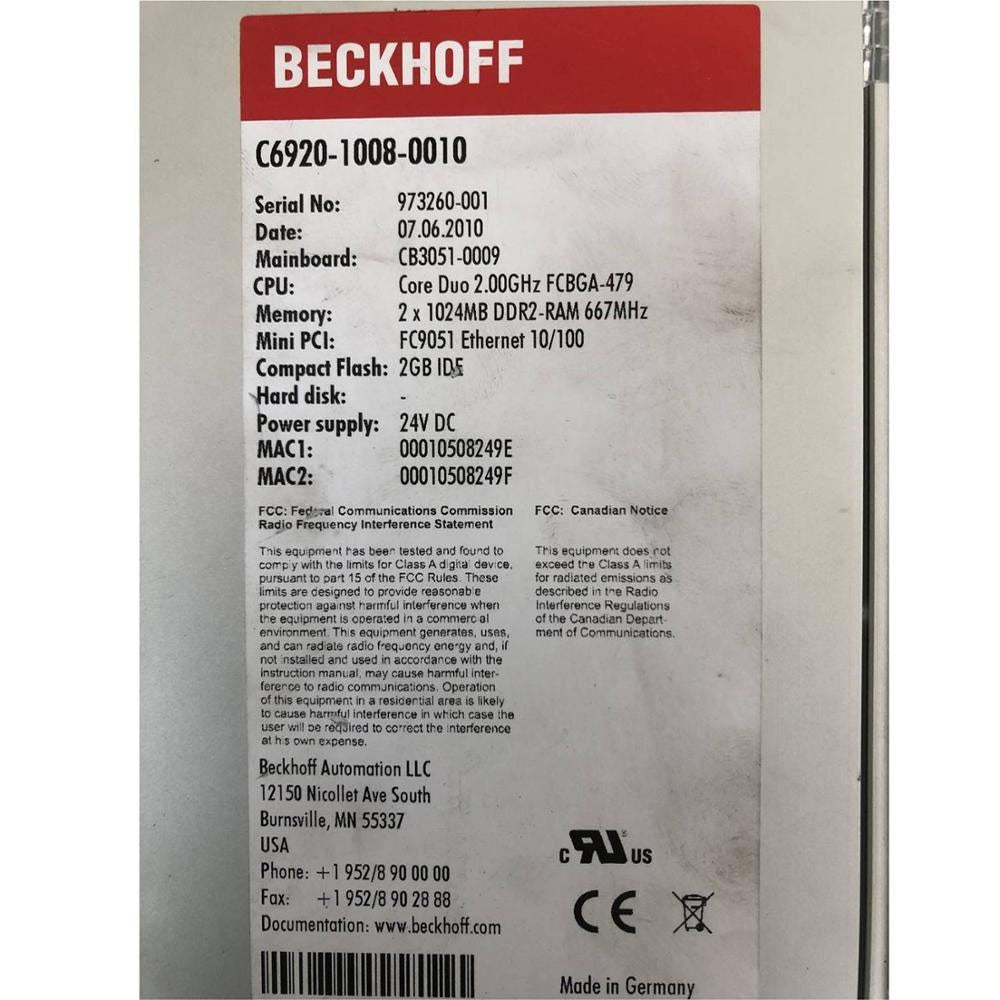 BECKHOFF
C6920-1008-0010
Serial No: 973260-001
Date: 07.06.2010
Mainboard: CB3051-0009
CPU: Core Duo 2.00GHz FCBGA-479
Memory: 2 x 1024MB DDR2-RAM 667MHz
Mini PCI: FC9051 Ethernet 10/100
Compact Flash: 2GB IDE
Hard disk: -
Power supply: 24V DC
MAC1: 00010508249E
MAC2: 00010508249F
FCC: Federal Communications Commission
Radio Frequency Interference Statement
This equipment has been tested and found to
comply with the limits for Class A digital device,
pursuant to part 15 of the FCC Rules. These
limits are designed to provide reasonable
protection against harmful interference when
the equipment is operated in a commercial
environment. This equipment generates, uses,
and can radiate radio frequency energy and, if
not installed and used in accordance with the
instruction manual, may cause harmful inter-
ference to radio communications. Operation
of this equipment in a residential area is likely
to cause harmful interference in which case the
user will be required to correct the interference
at his own expense.
FCC: Canadian Notice
This equipment does not
exceed the Class A limits
for radiated emissions as
described in the Radio
Interference Regulations
of the Canadian Depart-
ment of Communications.
Beckhoff Automation LLC
12150 Nicollet Ave South
Burnsville, MN 55337
USA
Phone: +1 952/8 90 00 00
Fax: +1 952/8 90 28 88
Documentation: www.beckhoff.com
c RU ® US
CE
Made in Germany